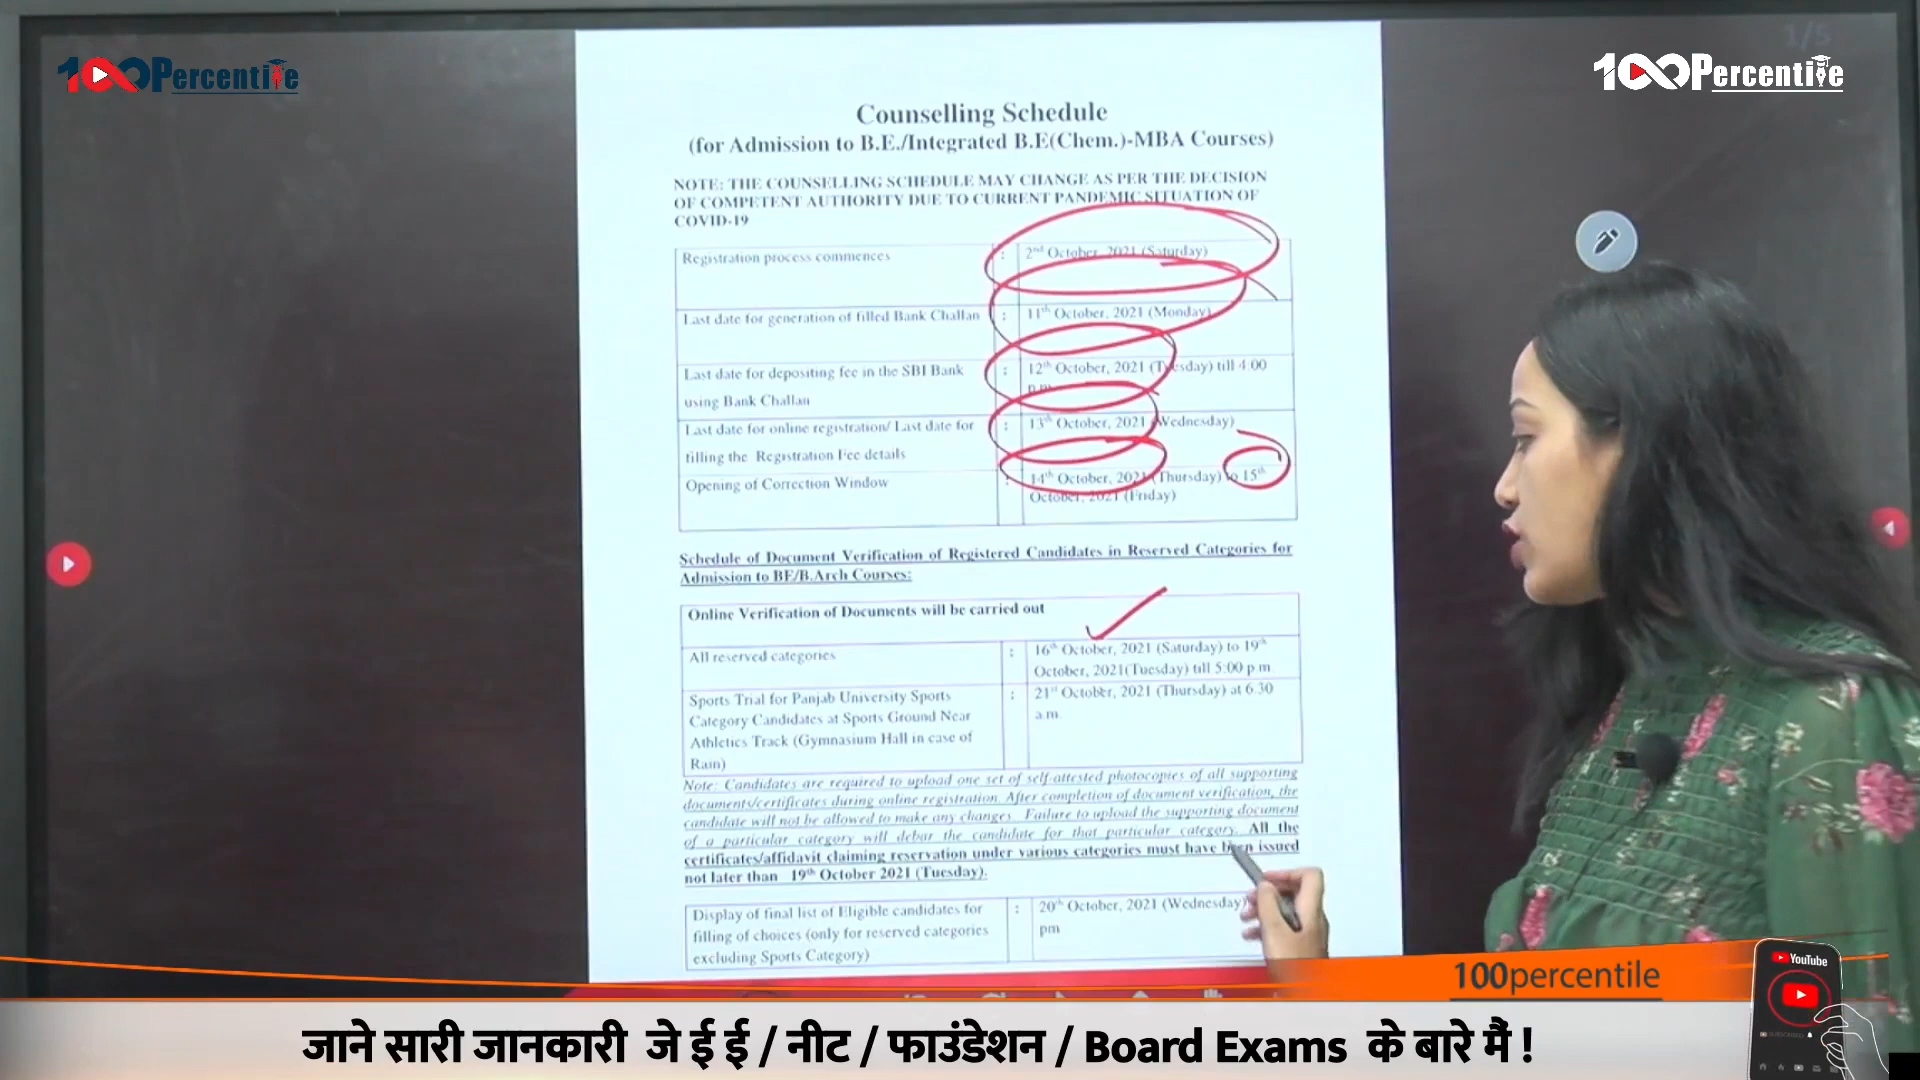 100Percentile
1/5
100Percentile
Counselling Schedule
(for Admission to B.E./Integrated B.E(Chem.)-MBA Courses)
NOTE: THE COUNSELLING SCHEDULE MAY CHANGE AS PER THE DECISION
OF COMPETENT AUTHORITY DUE TO CURRENT PANDEMIC SITUATION OF
COVID-19
Registration process commences : 2nd October, 2021 (Saturday)
Last date for generation of filled Bank Challan : 11th October, 2021 (Monday)
Last date for depositing fee in the SBI Bank : 12th October, 2021 (Tuesday) till 4:00
using Bank Challan p.m.
Last date for online registration/ Last date for : 13th October, 2021 (Wednesday)
filling the Registration Fee details
Opening of Correction Window : 14th October, 2021 (Thursday) to 15th
October, 2021 (Friday)
Schedule of Document Verification of Registered Candidates in Reserved Categories for
Admission to BE/B.Arch Courses:
Online Verification of Documents will be carried out
All reserved categories : 16th October, 2021 (Saturday) to 19th
October, 2021(Tuesday) till 5:00 p.m
Sports Trial for Panjab University Sports : 21st October, 2021 (Thursday) at 6.30
Category Candidates at Sports Ground Near a.m.
Athletics Track (Gymnasium Hall in case of
Rain)
Note: Candidates are required to upload one set of self-attested photocopies of all supporting
documents/certificates during online registration. After completion of document verification, the
candidate will not be allowed to make any changes. Failure to upload the supporting document
of a particular category will debar the candidate for that particular category. All the
certificates/affidavit claiming reservation under various categories must have been issued
not later than 19th October 2021 (Tuesday).
Display of final list of Eligible candidates for : 20th October, 2021 (Wednesday)
filling of choices (only for reserved categories pm
excluding Sports Category)
100percentile
YouTube
जाने सारी जानकारी जे ई ई / नीट / फाउंडेशन / Board Exams के बारे मैं !